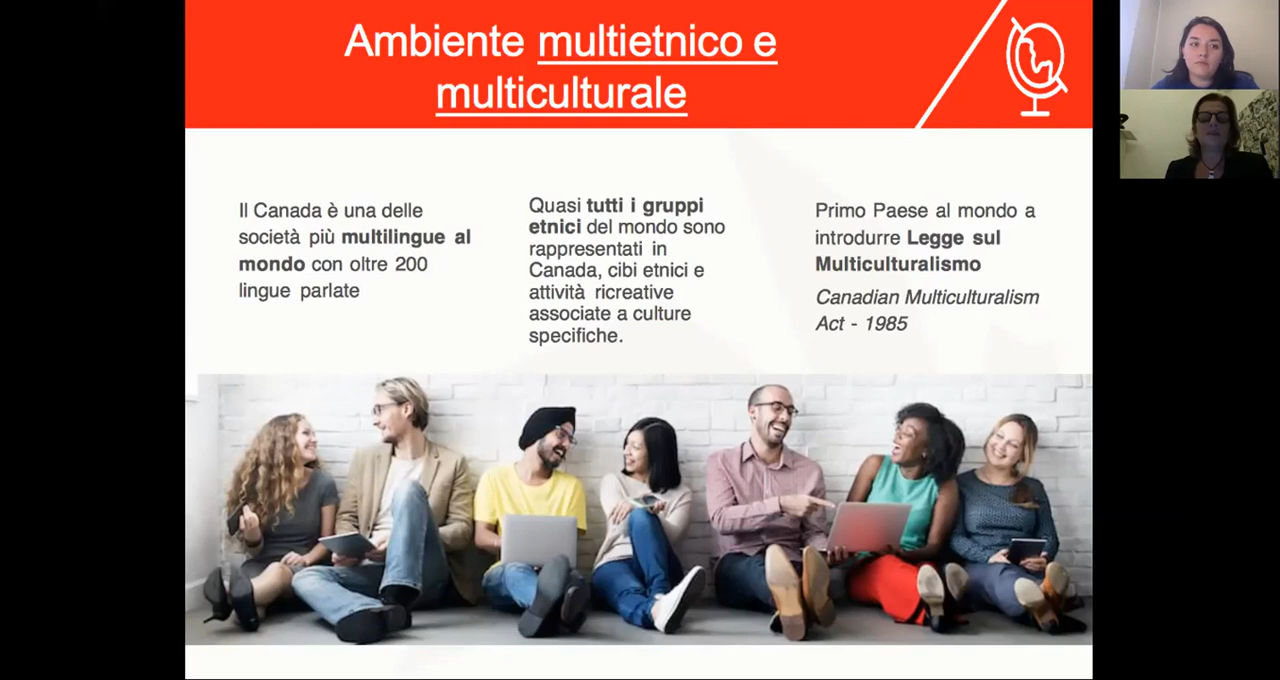 Ambiente multietnico e
multiculturale
Il Canada è una delle
società più multilingue al
mondo con oltre 200
lingue parlate
Quasi tutti i gruppi
etnici del mondo sono
rappresentati in
Canada, cibi etnici e
attività ricreative
associate a culture
specifiche.
Primo Paese al mondo a
introdurre Legge sul
Multiculturalismo
Canadian Multiculturalism
Act - 1985